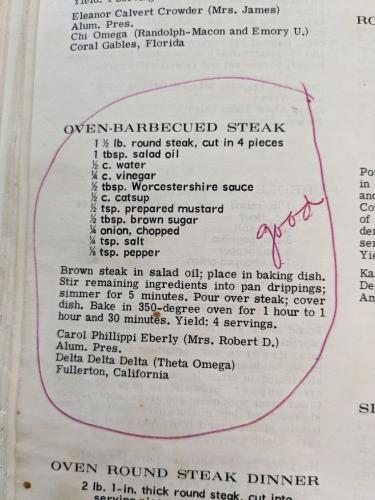 Eleanor Calvert Crowder (Mrs. James)
Alum. Pres.
Chi Omega (Randolph-Macon and Emory U.)
Coral Gables, Florida
OVEN-BARBECUED STEAK
1 ½ lb. round steak, cut in 4 pieces
1 tbsp. salad oil
½ c. water
¼ c. vinegar
½ tbsp. Worcestershire sauce
½ c. catsup
½ tsp. prepared mustard
½ tbsp. brown sugar
¼ onion, chopped
¼ tsp. salt
⅛ tsp. pepper
good
Brown steak in salad oil; place in baking dish.
Stir remaining ingredients into pan drippings;
simmer for 5 minutes. Pour over steak; cover
dish. Bake in 350-degree oven for 1 hour to 1
hour and 30 minutes. Yield: 4 servings.
Carol Phillippi Eberly (Mrs. Robert D.)
Alum. Pres.
Delta Delta Delta (Theta Omega)
Fullerton, California
OVEN ROUND STEAK DINNER
2 lb. 1-in. thick round steak, cut into